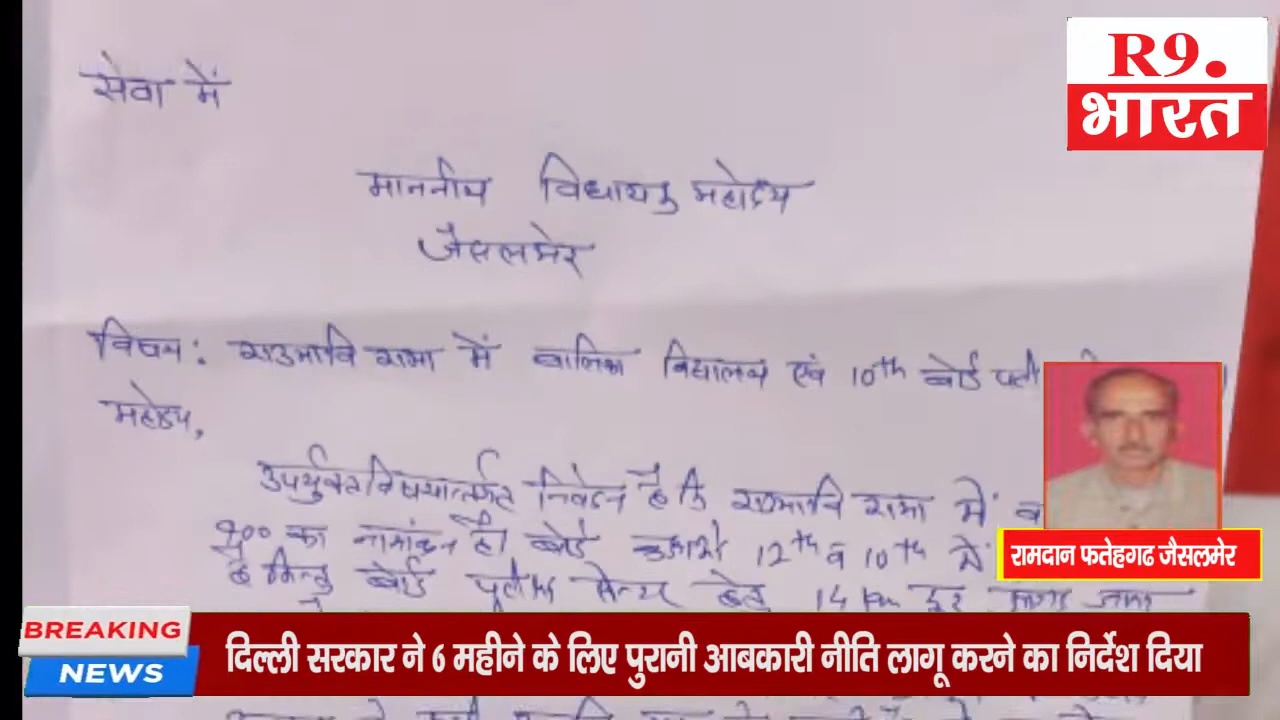 R9.
भारत
सेवा में
माननीय विधायक महोदय
जैसलमेर
विषय: राउमावि रामा में बालिका विद्यालय एवं 10th बोर्ड
महोदय,
उपर्युक्त विषयान्तर्गत निवेदन है कि राउमावि रामा में
का नामांकन है। बोर्ड कक्षाओं 12th व 10th में
है किन्तु बोर्ड परीक्षा सेन्टर हेतु 14 km दूर
रामदान फतेहगढ जैसलमेर
BREAKING
NEWS
दिल्ली सरकार ने 6 महीने के लिए पुरानी आबकारी नीति लागू करने का निर्देश दिया